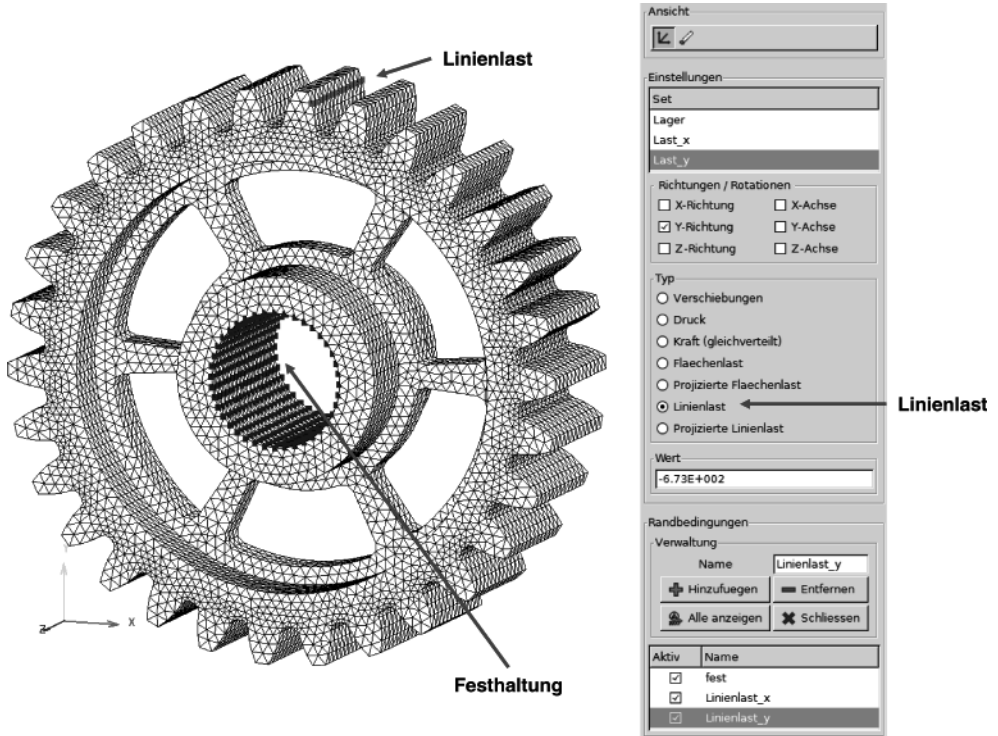 Linienlast
Festhaltung
Y
Z
X
Ansicht
Einstellungen
Set
Lager
Last_x
Last_y
Richtungen / Rotationen
X-Richtung X-Achse
Y-Richtung Y-Achse
Z-Richtung Z-Achse
Typ
Verschiebungen
Druck
Kraft (gleichverteilt)
Flaechenlast
Projizierte Flaechenlast
Linienlast
Projizierte Linienlast
Linienlast
Wert
-6.73E+002
Randbedingungen
Verwaltung
Name Linienlast_y
Hinzufuegen Entfernen
Alle anzeigen Schliessen
Aktiv Name
fest
Linienlast_x
Linienlast_y